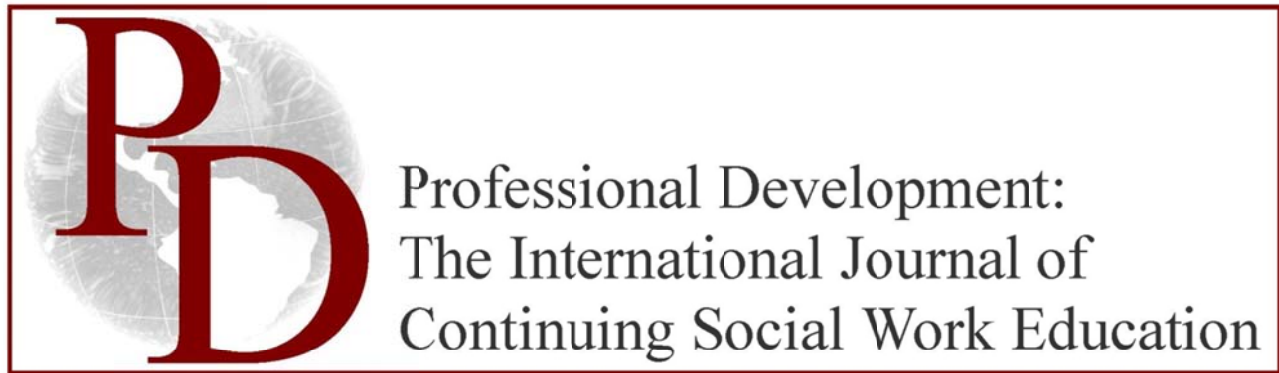 PD
Professional Development:
The International Journal of
Continuing Social Work Education